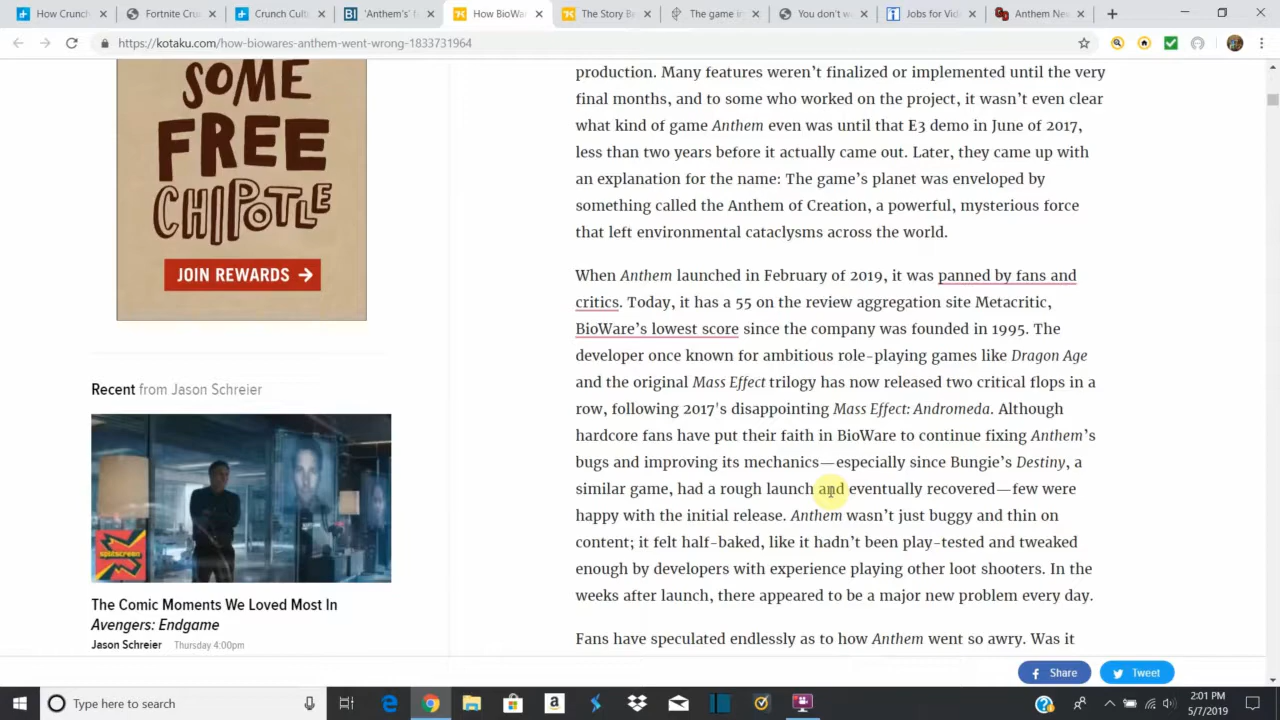 How Crunch
Fortnite Cru
Crunch Cult
'Anthem's'
How BioWa
The Story Be
The game in
You don't w
Jobs for Vid
Anthem Ne
https://kotaku.com/how-biowares-anthem-went-wrong-1833731964
SOME
FREE
CHIPOTLE
JOIN REWARDS →
Recent from Jason Schreier
splitscreen
The Comic Moments We Loved Most In
Avengers: Endgame
Jason Schreier Thursday 4:00pm
production. Many features weren't finalized or implemented until the very
final months, and to some who worked on the project, it wasn't even clear
what kind of game Anthem even was until that E3 demo in June of 2017,
less than two years before it actually came out. Later, they came up with
an explanation for the name: The game's planet was enveloped by
something called the Anthem of Creation, a powerful, mysterious force
that left environmental cataclysms across the world.
When Anthem launched in February of 2019, it was panned by fans and
critics. Today, it has a 55 on the review aggregation site Metacritic,
BioWare's lowest score since the company was founded in 1995. The
developer once known for ambitious role-playing games like Dragon Age
and the original Mass Effect trilogy has now released two critical flops in a
row, following 2017's disappointing Mass Effect: Andromeda. Although
hardcore fans have put their faith in BioWare to continue fixing Anthem's
bugs and improving its mechanics—especially since Bungie's Destiny, a
similar game, had a rough launch and eventually recovered—few were
happy with the initial release. Anthem wasn't just buggy and thin on
content; it felt half-baked, like it hadn't been play-tested and tweaked
enough by developers with experience playing other loot shooters. In the
weeks after launch, there appeared to be a major new problem every day.
Fans have speculated endlessly as to how Anthem went so awry. Was it
Share
Tweet
Type here to search
2:01 PM
5/7/2019